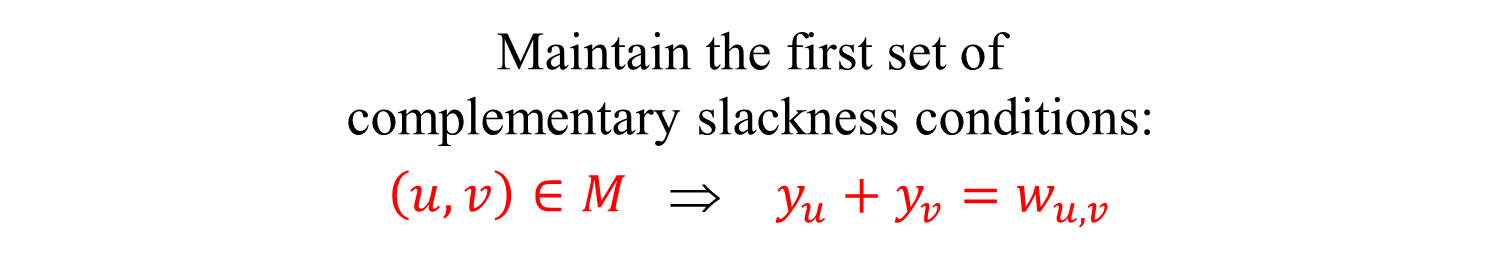 Maintain the first set of
complementary slackness conditions:
(u, v) ∈ M ⇒ y_u + y_v = w_{u,v}